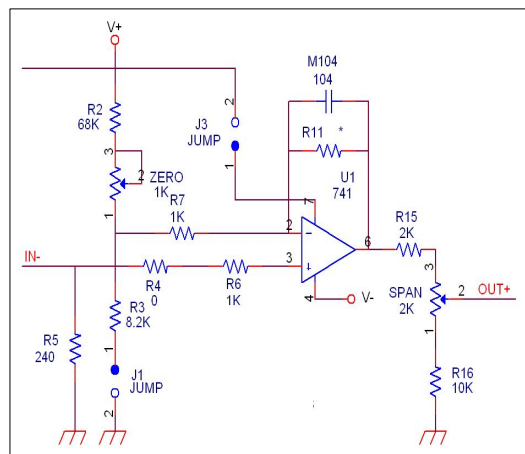 V+
M104
104
R2
68K
2
J3
JUMP
R11 *
3
2
ZERO
1K
1
U1
741
7
R7
1K
1
2
6
R15
2K
IN-
3
3
R4
0
R6
1K
4
V-
SPAN
2K
2
OUT+
R3
8.2K
1
R5
240
1
J1
JUMP
2
R16
10K